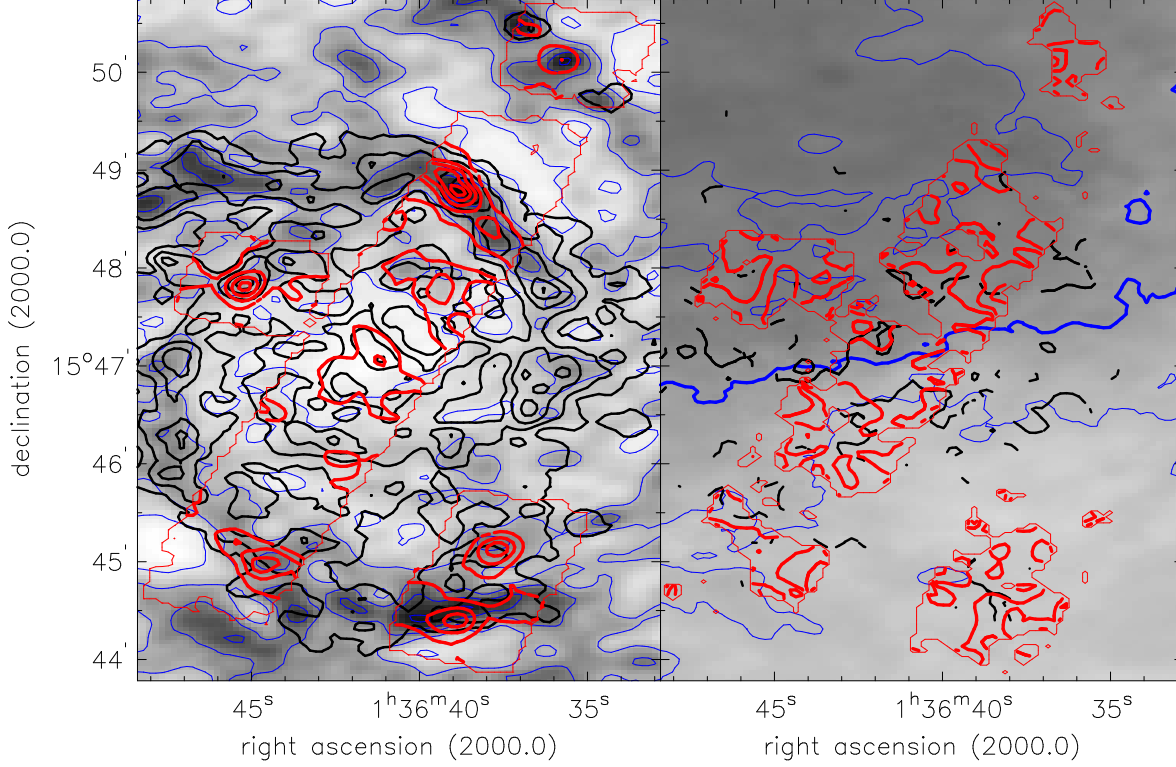 50'
49'
48'
15°47'
46'
45'
44'
declination (2000.0)
45ˢ 1ʰ36ᵐ40ˢ 35ˢ 45ˢ 1ʰ36ᵐ40ˢ 35ˢ
right ascension (2000.0) right ascension (2000.0)